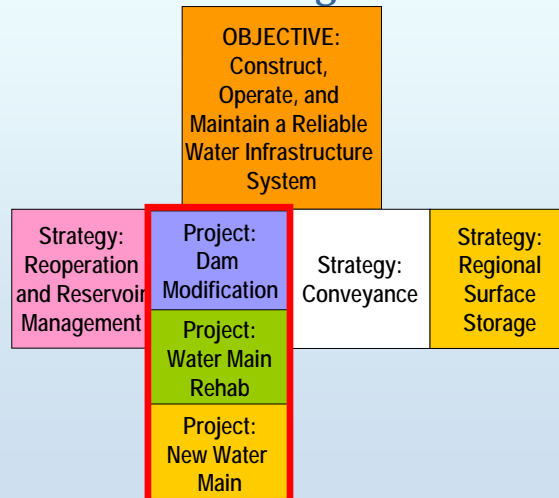 OBJECTIVE:
Construct,
Operate, and
Maintain a Reliable
Water Infrastructure
System
Strategy:
Reoperation
and Reservoir
Management
Project:
Dam
Modification
Project:
Water Main
Rehab
Project:
New Water
Main
Strategy:
Conveyance
Strategy:
Regional
Surface
Storage